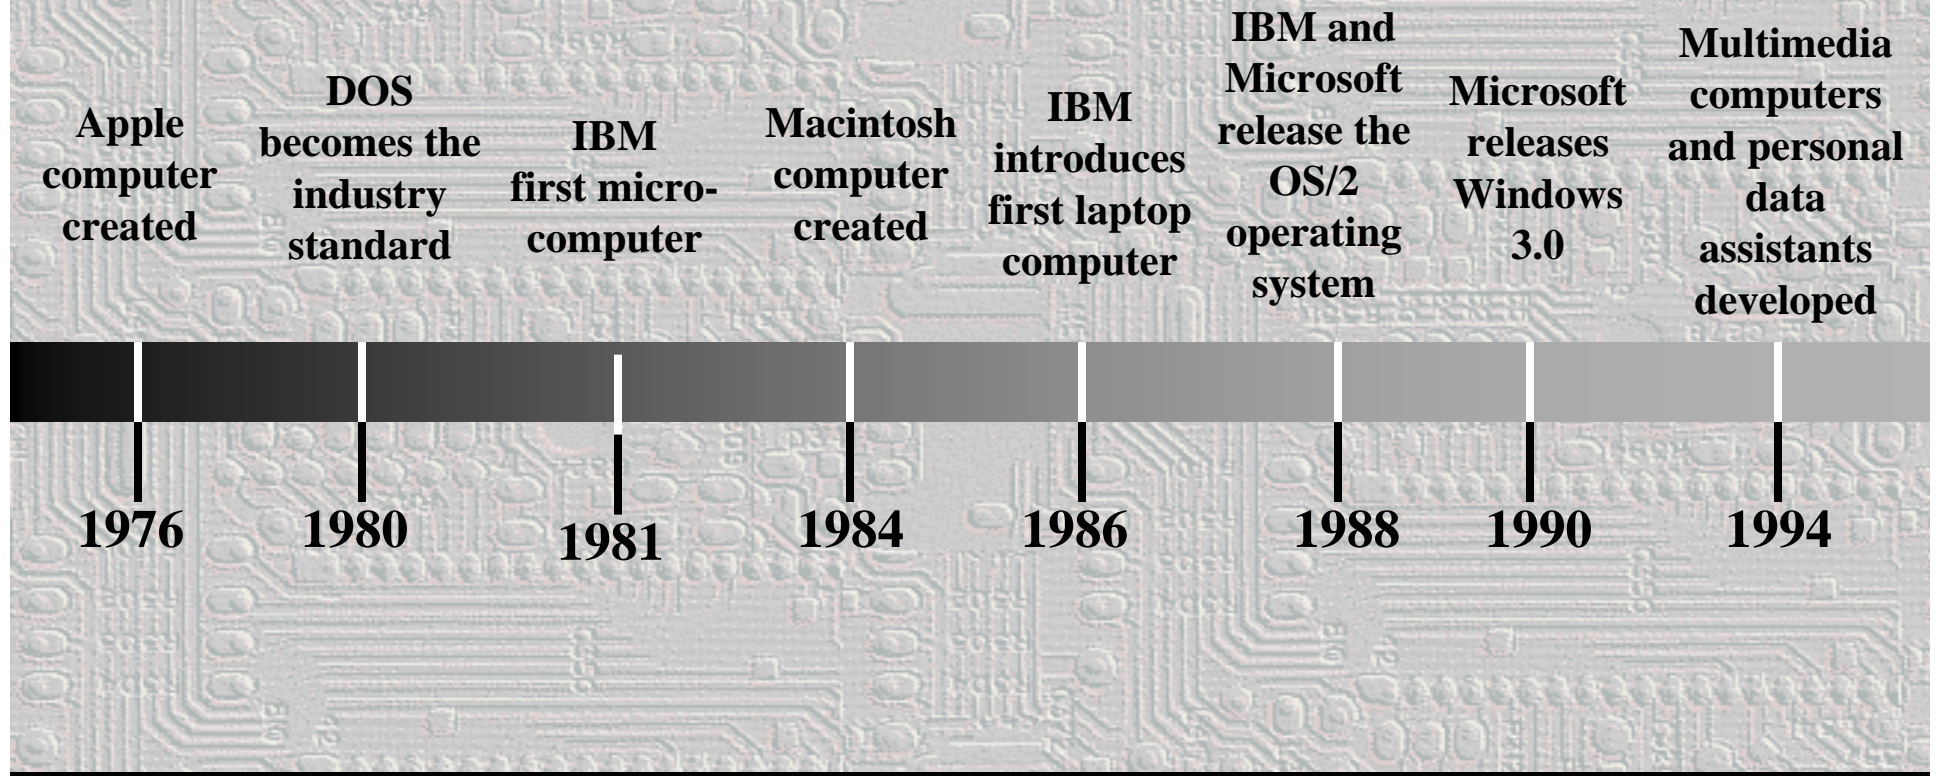 Apple
computer
created
DOS
becomes the
industry
standard
IBM
first micro-
computer
Macintosh
computer
created
IBM
introduces
first laptop
computer
IBM and
Microsoft
release the
OS/2
operating
system
Microsoft
releases
Windows
3.0
Multimedia
computers
and personal
data
assistants
developed
1976
1980
1981
1984
1986
1988
1990
1994